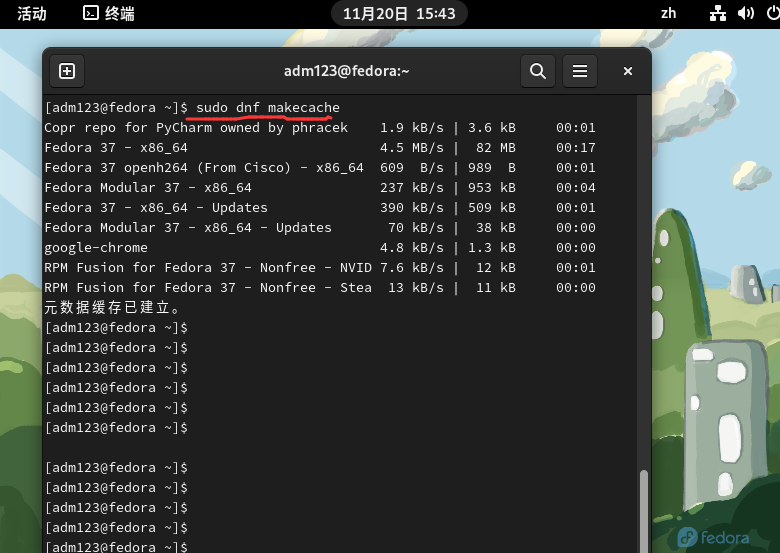 活动 终端 11月20日 15:43 zh
adm123@fedora:~
[adm123@fedora ~]$ sudo dnf makecache
Copr repo for PyCharm owned by phracek 1.9 kB/s | 3.6 kB 00:01
Fedora 37 - x86_64 4.5 MB/s | 82 MB 00:17
Fedora 37 openh264 (From Cisco) - x86_64 609 B/s | 989 B 00:01
Fedora Modular 37 - x86_64 237 kB/s | 953 kB 00:04
Fedora 37 - x86_64 - Updates 390 kB/s | 509 kB 00:01
Fedora Modular 37 - x86_64 - Updates 70 kB/s | 38 kB 00:00
google-chrome 4.8 kB/s | 1.3 kB 00:00
RPM Fusion for Fedora 37 - Nonfree - NVID 7.6 kB/s | 12 kB 00:01
RPM Fusion for Fedora 37 - Nonfree - Stea 13 kB/s | 11 kB 00:00
元数据缓存已建立。
[adm123@fedora ~]$
[adm123@fedora ~]$
[adm123@fedora ~]$
[adm123@fedora ~]$
[adm123@fedora ~]$
[adm123@fedora ~]$
[adm123@fedora ~]$
[adm123@fedora ~]$
[adm123@fedora ~]$
[adm123@fedora ~]$
[adm123@fedora ~]$
fedora